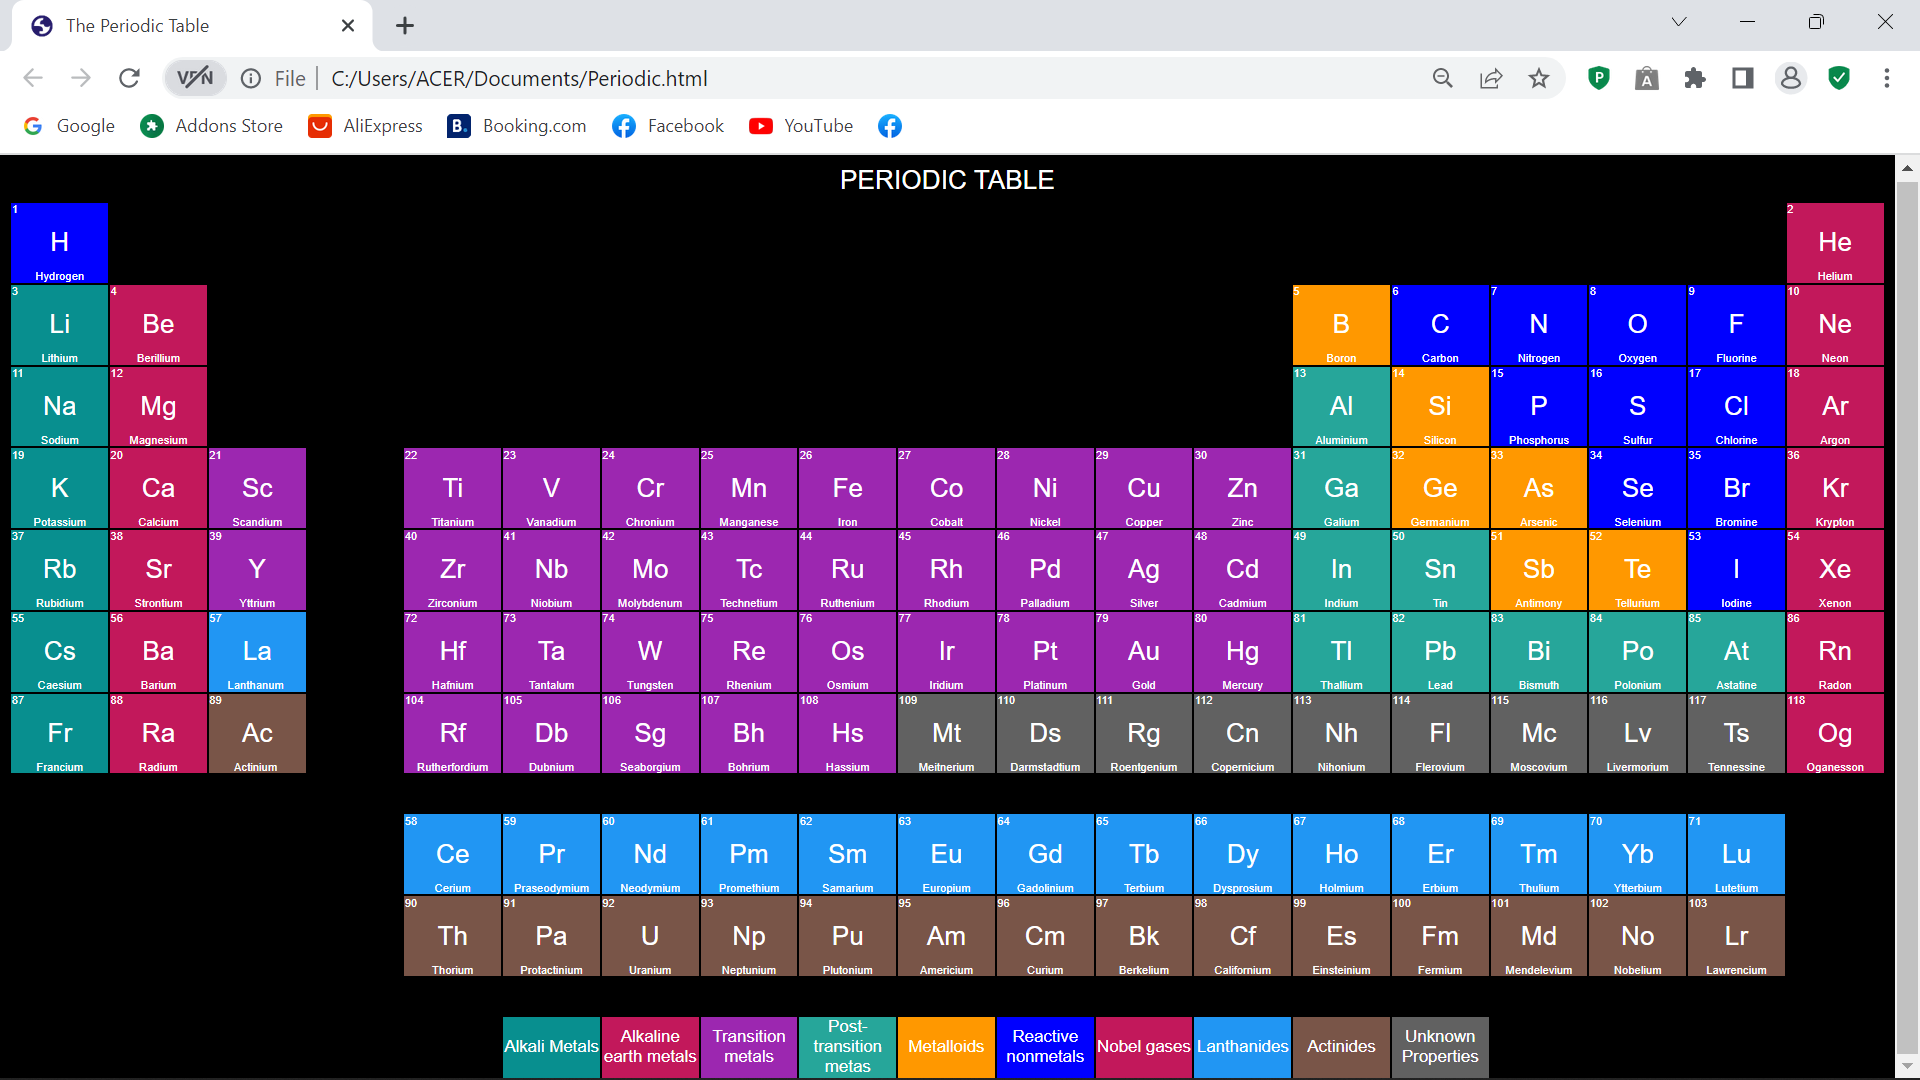 The Periodic Table
VPN File C:/Users/ACER/Documents/Periodic.html
Google Addons Store AliExpress B. Booking.com Facebook YouTube
PERIODIC TABLE
1 2
H He
Hydrogen Helium
3 4 5 6 7 8 9 10
Li Be B C N O F Ne
Lithium Berillium Boron Carbon Nitrogen Oxygen Fluorine Neon
11 12 13 14 15 16 17 18
Na Mg Al Si P S Cl Ar
Sodium Magnesium Aluminium Silicon Phosphorus Sulfur Chlorine Argon
19 20 21 22 23 24 25 26 27 28 29 30 31 32 33 34 35 36
K Ca Sc Ti V Cr Mn Fe Co Ni Cu Zn Ga Ge As Se Br Kr
Potassium Calcium Scandium Titanium Vanadium Chronium Manganese Iron Cobalt Nickel Copper Zinc Galium Germanium Arsenic Selenium Bromine Krypton
37 38 39 40 41 42 43 44 45 46 47 48 49 50 51 52 53 54
Rb Sr Y Zr Nb Mo Tc Ru Rh Pd Ag Cd In Sn Sb Te I Xe
Rubidium Strontium Yttrium Zirconium Niobium Molybdenum Technetium Ruthenium Rhodium Palladium Silver Cadmium Indium Tin Antimony Tellurium Iodine Xenon
55 56 57 72 73 74 75 76 77 78 79 80 81 82 83 84 85 86
Cs Ba La Hf Ta W Re Os Ir Pt Au Hg Tl Pb Bi Po At Rn
Caesium Barium Lanthanum Hafnium Tantalum Tungsten Rhenium Osmium Iridium Platinum Gold Mercury Thallium Lead Bismuth Polonium Astatine Radon
87 88 89 104 105 106 107 108 109 110 111 112 113 114 115 116 117 118
Fr Ra Ac Rf Db Sg Bh Hs Mt Ds Rg Cn Nh Fl Mc Lv Ts Og
Francium Radium Actinium Rutherfordium Dubnium Seaborgium Bohrium Hassium Meitnerium Darmstadtium Roentgenium Copernicium Nihonium Flerovium Moscovium Livermorium Tennessine Oganesson
58 59 60 61 62 63 64 65 66 67 68 69 70 71
Ce Pr Nd Pm Sm Eu Gd Tb Dy Ho Er Tm Yb Lu
Cerium Praseodymium Neodymium Promethium Samarium Europium Gadolinium Terbium Dysprosium Holmium Erbium Thulium Ytterbium Lutetium
90 91 92 93 94 95 96 97 98 99 100 101 102 103
Th Pa U Np Pu Am Cm Bk Cf Es Fm Md No Lr
Thorium Protactinium Uranium Neptunium Plutonium Americium Curium Berkelium Californium Einsteinium Fermium Mendelevium Nobelium Lawrencium
Alkali Metals
Alkaline
earth metals
Transition
metals
Post-
transition
metas
Metalloids
Reactive
nonmetals
Nobel gases
Lanthanides
Actinides
Unknown
Properties